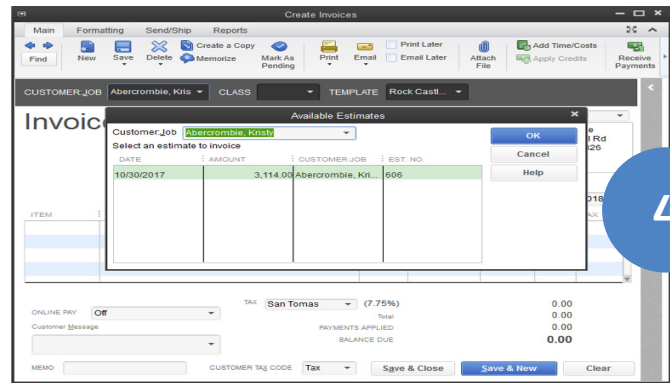 Create Invoices
Main Formatting Send/Ship Reports
Find New Save Delete Create a Copy Memorize Mark As Pending Print Email Print Later Email Later Attach File Add Time/Costs Apply Credits Receive Payments
CUSTOMER:JOB Abercrombie, Kris CLASS TEMPLATE Rock Castl...
Invoic
Available Estimates
Customer:Job Abercrombie, Kristy
Select an estimate to invoice
DATE AMOUNT CUSTOMER:JOB EST. NO.
10/30/2017 3,114.00 Abercrombie, Kri... 606
OK
Cancel
Help
e
l Rd
326
018
ITEM AX
4
ONLINE PAY Off TAX San Tomas (7.75%) 0.00
Customer Message Total 0.00
PAYMENTS APPLIED 0.00
BALANCE DUE 0.00
MEMO CUSTOMER TAX CODE Tax Save & Close Save & New Clear